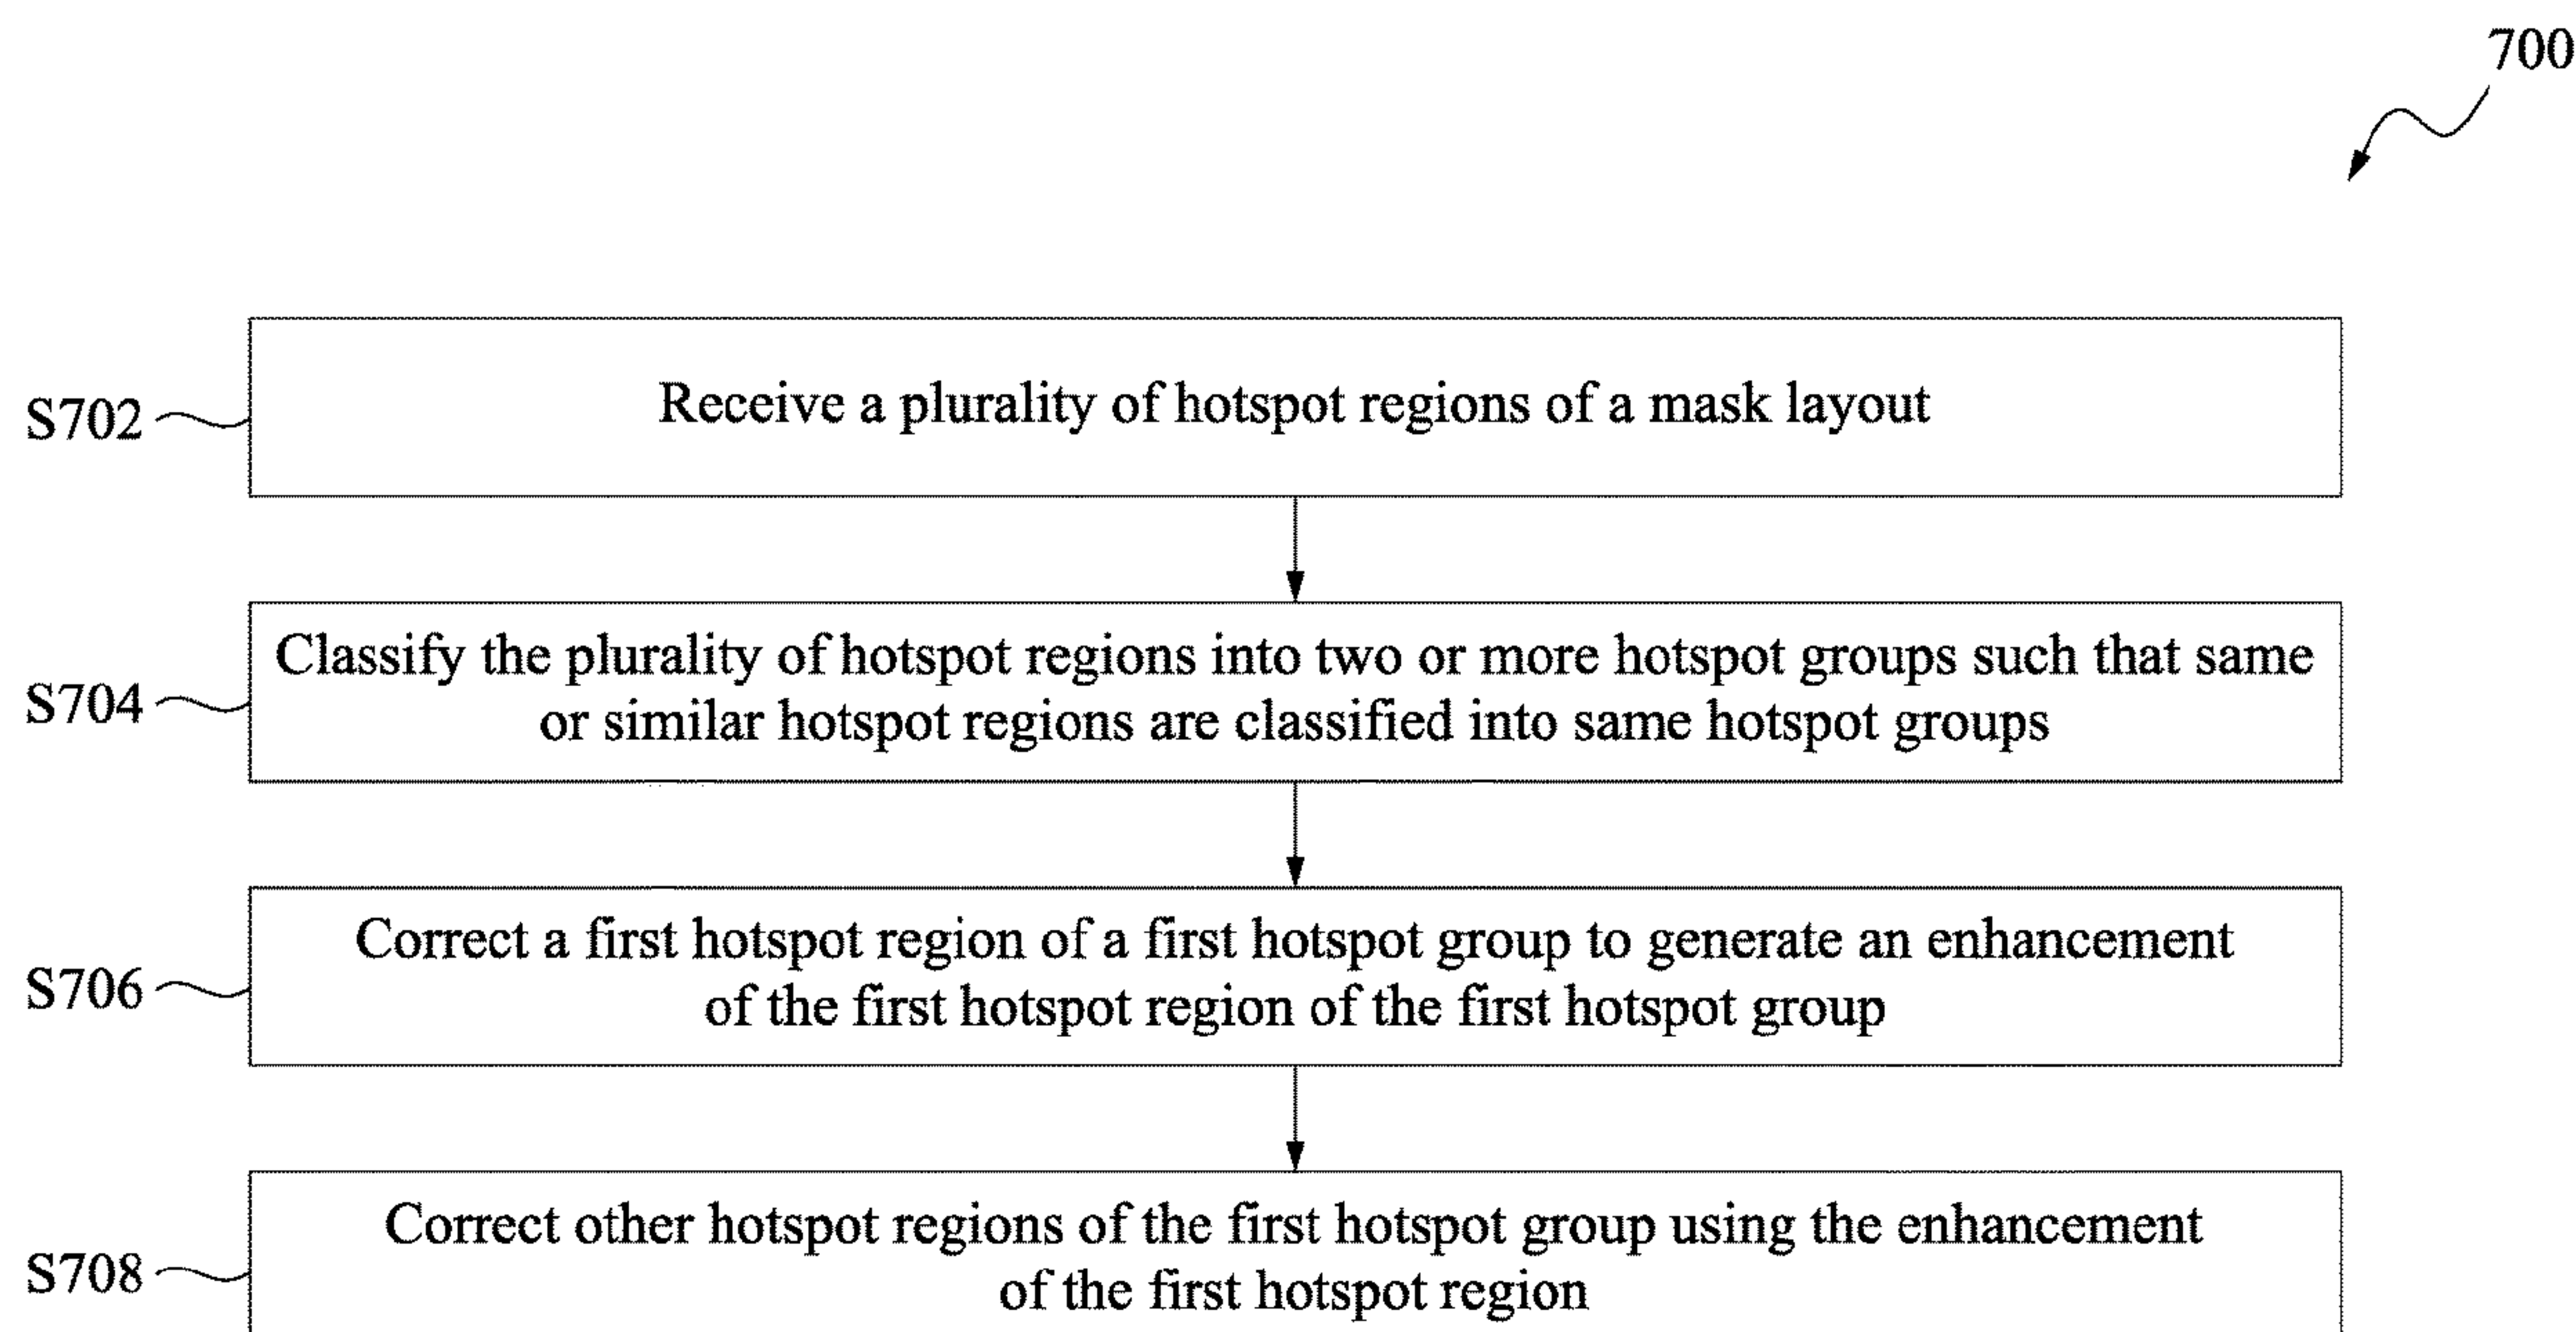 700
S702
Receive a plurality of hotspot regions of a mask layout
S704
Classify the plurality of hotspot regions into two or more hotspot groups such that same
or similar hotspot regions are classified into same hotspot groups
S706
Correct a first hotspot region of a first hotspot group to generate an enhancement
of the first hotspot region of the first hotspot group
S708
Correct other hotspot regions of the first hotspot group using the enhancement
of the first hotspot region